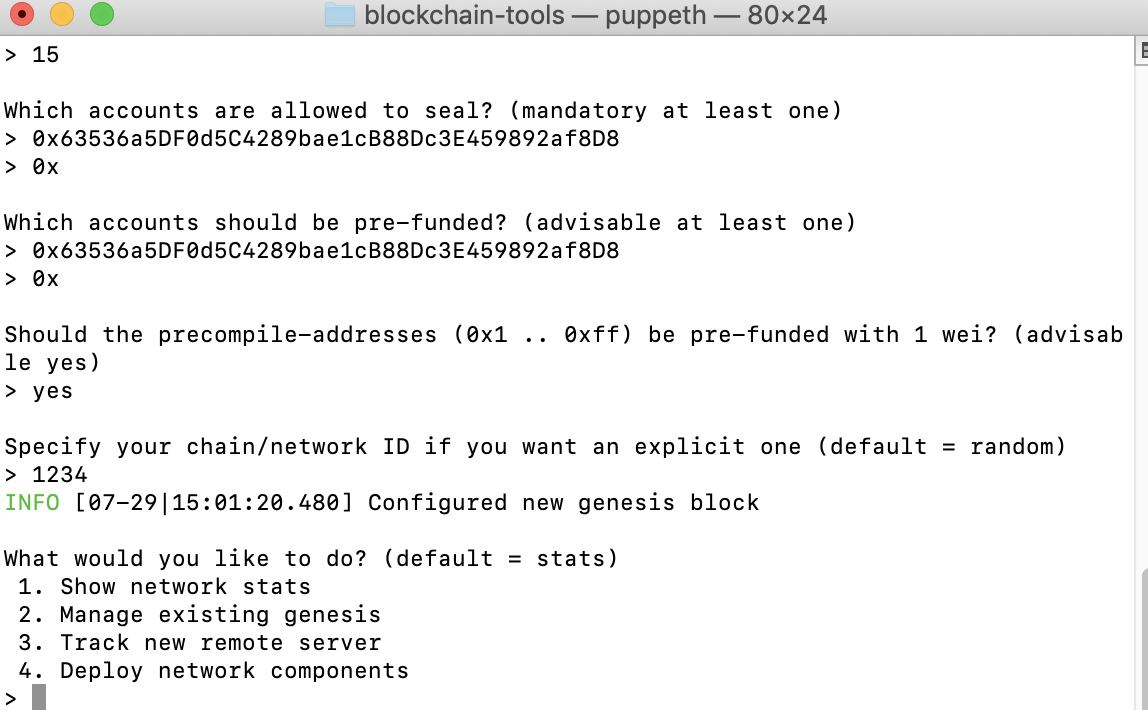 blockchain-tools — puppeth — 80×24
> 15
Which accounts are allowed to seal? (mandatory at least one)
> 0x63536a5DF0d5C4289bae1cB88Dc3E459892af8D8
> 0x
Which accounts should be pre-funded? (advisable at least one)
> 0x63536a5DF0d5C4289bae1cB88Dc3E459892af8D8
> 0x
Should the precompile-addresses (0x1 .. 0xff) be pre-funded with 1 wei? (advisab
le yes)
> yes
Specify your chain/network ID if you want an explicit one (default = random)
> 1234
INFO [07-29|15:01:20.480] Configured new genesis block
What would you like to do? (default = stats)
1. Show network stats
2. Manage existing genesis
3. Track new remote server
4. Deploy network components
>